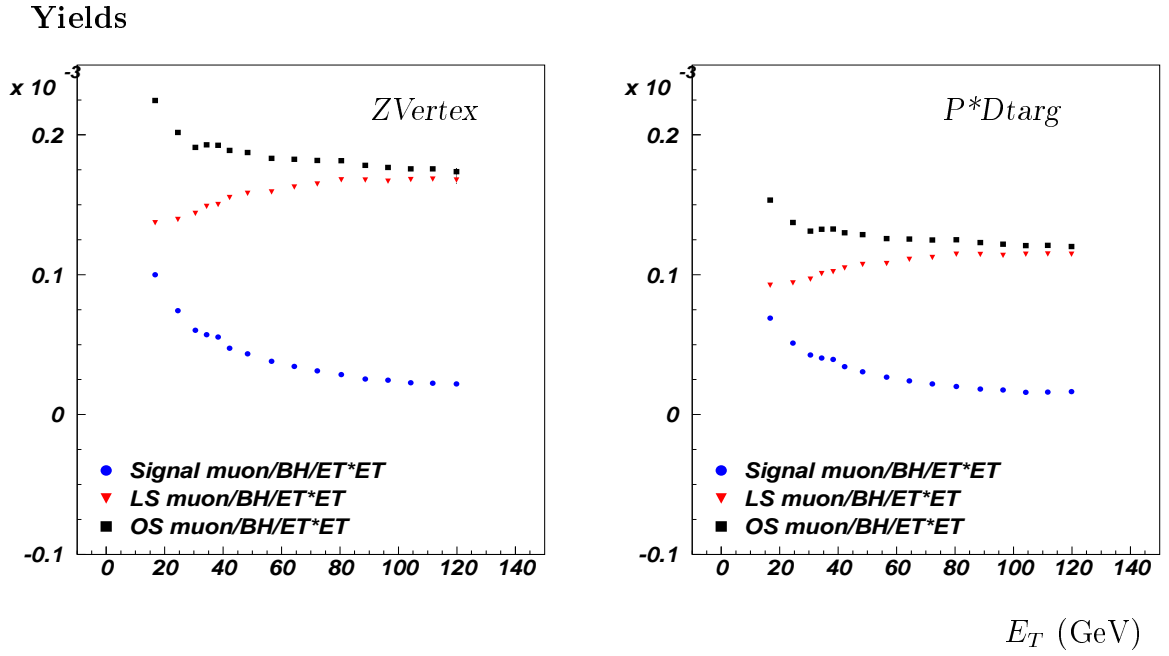 Yields
x 10 -3
ZVertex
0.2
0.1
0
-0.1
Signal muon/BH/ET*ET
LS muon/BH/ET*ET
OS muon/BH/ET*ET
0 20 40 60 80 100 120 140
x 10 -3
P*Dtarg
0.2
0.1
0
-0.1
Signal muon/BH/ET*ET
LS muon/BH/ET*ET
OS muon/BH/ET*ET
0 20 40 60 80 100 120 140
E_T (GeV)